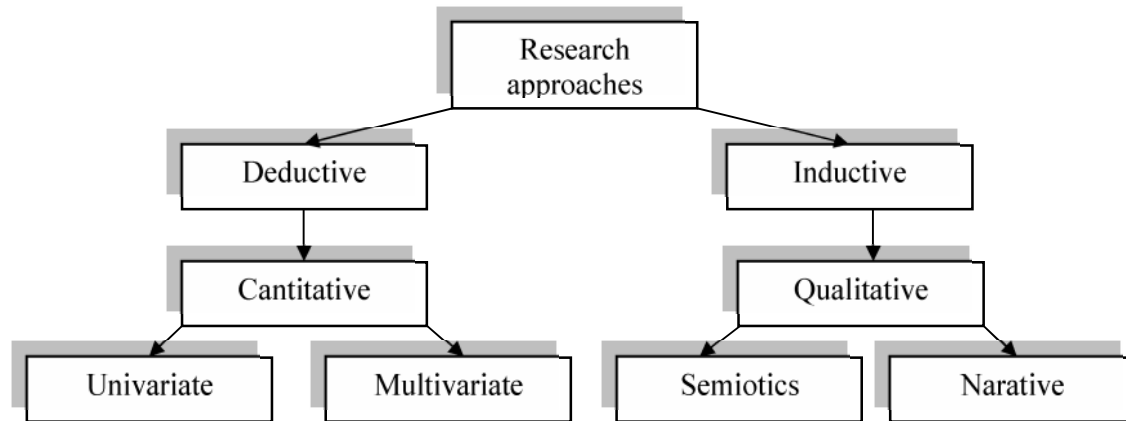 Research
approaches
Deductive
Inductive
Cantitative
Qualitative
Univariate
Multivariate
Semiotics
Narative